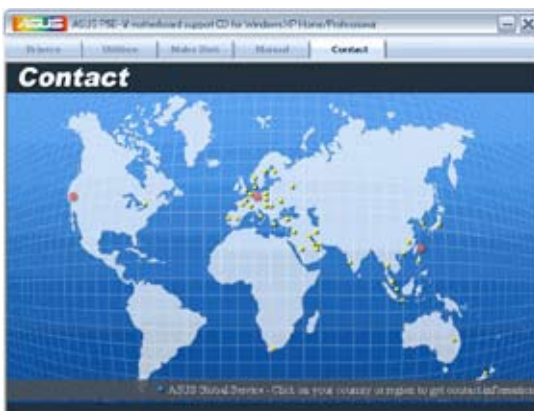 ASUS P5E-V motherboard support CD for Windows XP Home/Professional
Drivers Utilities Make Disk Manual Contact
Contact
ASUS Global Service - Click on your country or region to get contact information